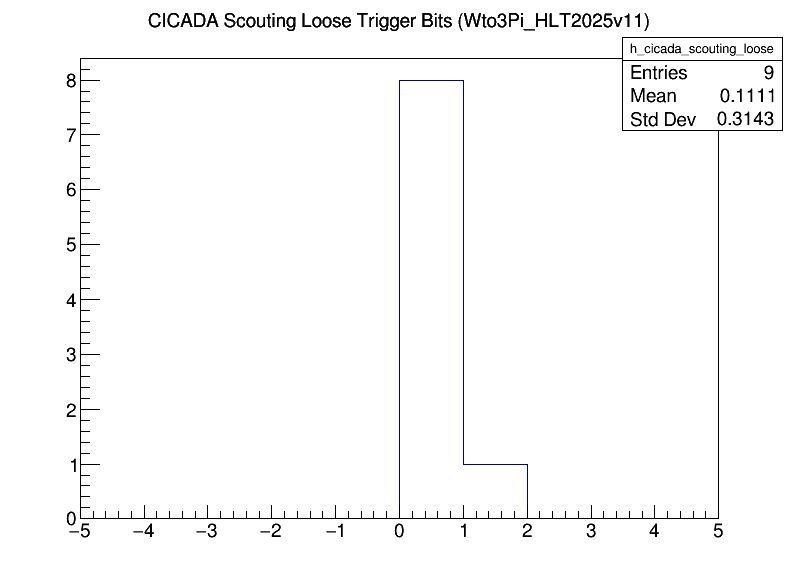 CICADA Scouting Loose Trigger Bits (Wto3Pi_HLT2025v11)
h_cicada_scouting_loose
Entries 9
Mean 0.1111
Std Dev 0.3143
8
7
6
5
4
3
2
1
0
−5 −4 −3 −2 −1 0 1 2 3 4 5